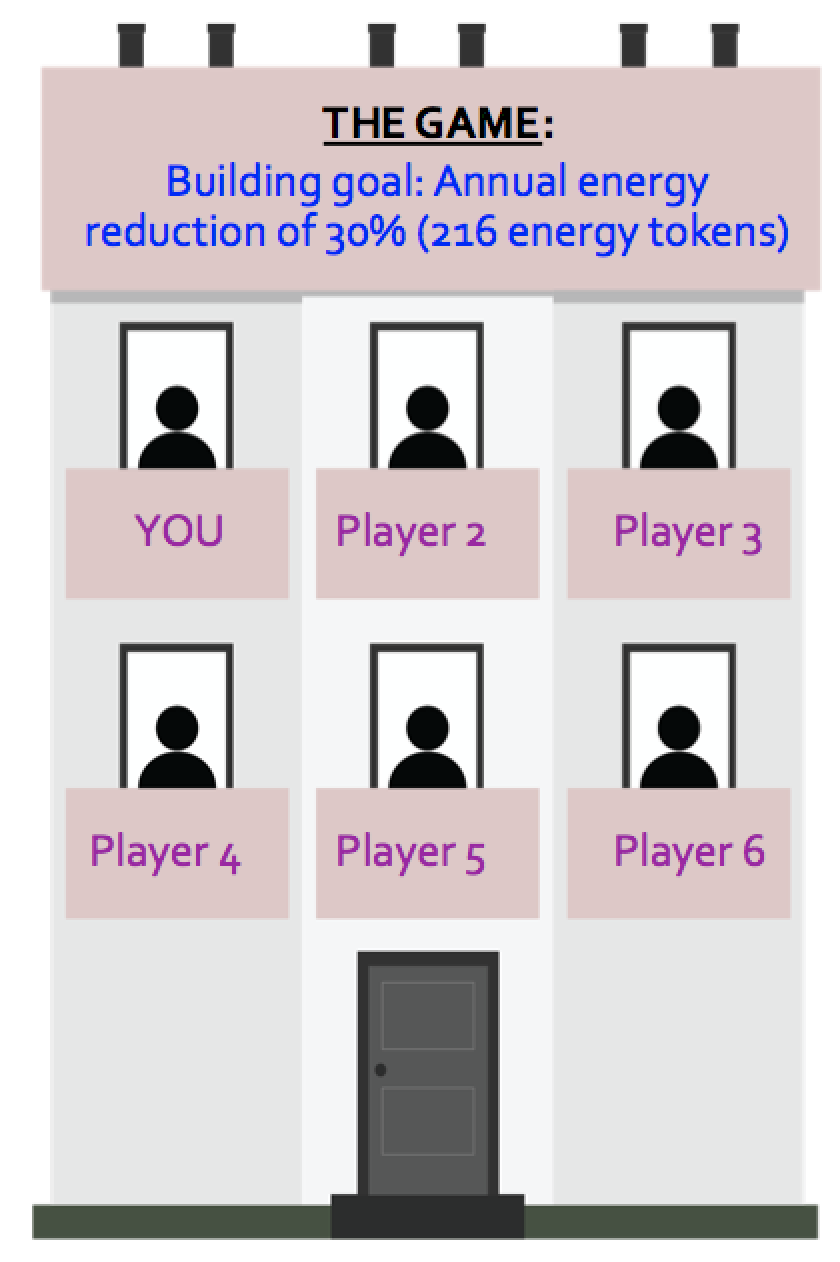 THE GAME:
Building goal: Annual energy
reduction of 30% (216 energy tokens)
YOU
Player 2
Player 3
Player 4
Player 5
Player 6